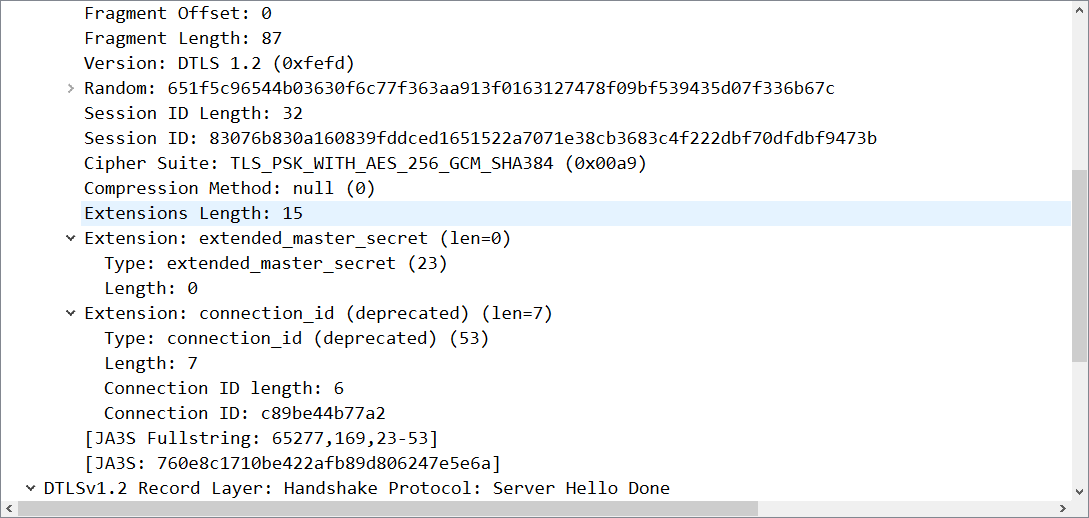 Fragment Offset: 0
Fragment Length: 87
Version: DTLS 1.2 (0xfefd)
Random: 651f5c96544b03630f6c77f363aa913f0163127478f09bf539435d07f336b67c
Session ID Length: 32
Session ID: 83076b830a160839fddced1651522a7071e38cb3683c4f222dbf70dfdbf9473b
Cipher Suite: TLS_PSK_WITH_AES_256_GCM_SHA384 (0x00a9)
Compression Method: null (0)
Extensions Length: 15
Extension: extended_master_secret (len=0)
Type: extended_master_secret (23)
Length: 0
Extension: connection_id (deprecated) (len=7)
Type: connection_id (deprecated) (53)
Length: 7
Connection ID length: 6
Connection ID: c89be44b77a2
[JA3S Fullstring: 65277,169,23-53]
[JA3S: 760e8c1710be422afb89d806247e5e6a]
DTLSv1.2 Record Layer: Handshake Protocol: Server Hello Done